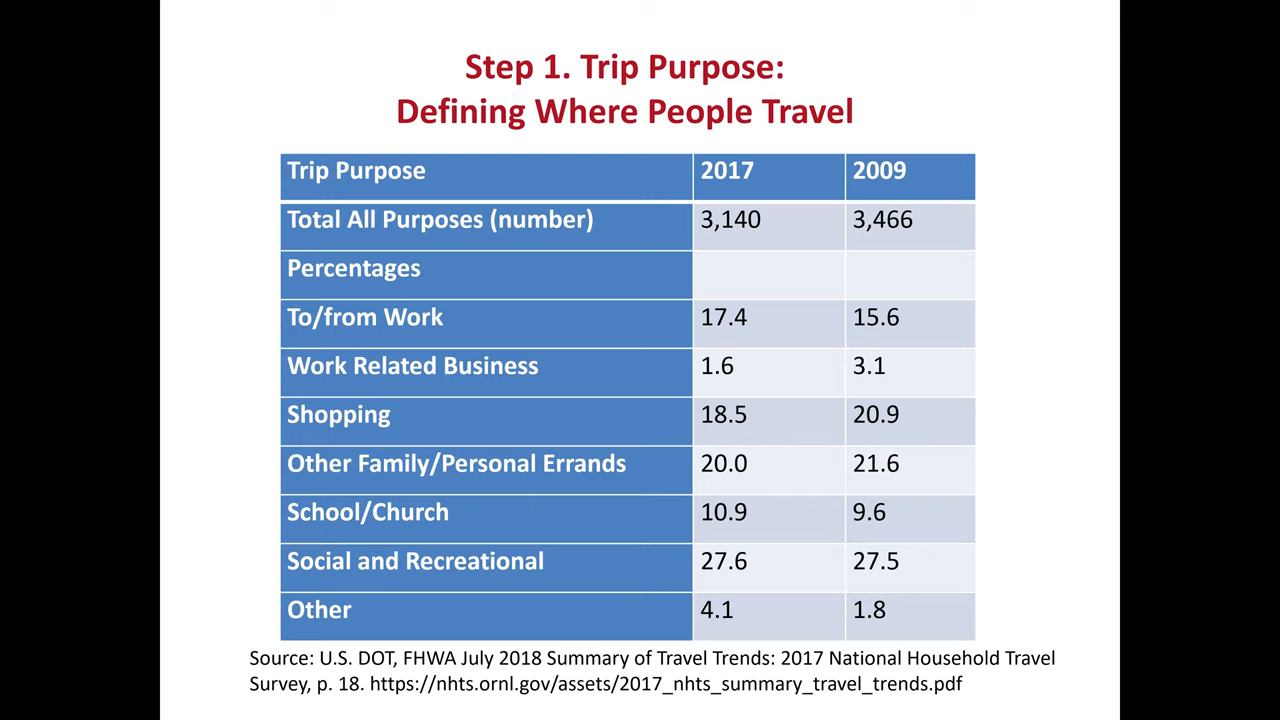 Step 1. Trip Purpose:
Defining Where People Travel
Trip Purpose 2017 2009
Total All Purposes (number) 3,140 3,466
Percentages
To/from Work 17.4 15.6
Work Related Business 1.6 3.1
Shopping 18.5 20.9
Other Family/Personal Errands 20.0 21.6
School/Church 10.9 9.6
Social and Recreational 27.6 27.5
Other 4.1 1.8
Source: U.S. DOT, FHWA July 2018 Summary of Travel Trends: 2017 National Household Travel
Survey, p. 18. https://nhts.ornl.gov/assets/2017_nhts_summary_travel_trends.pdf